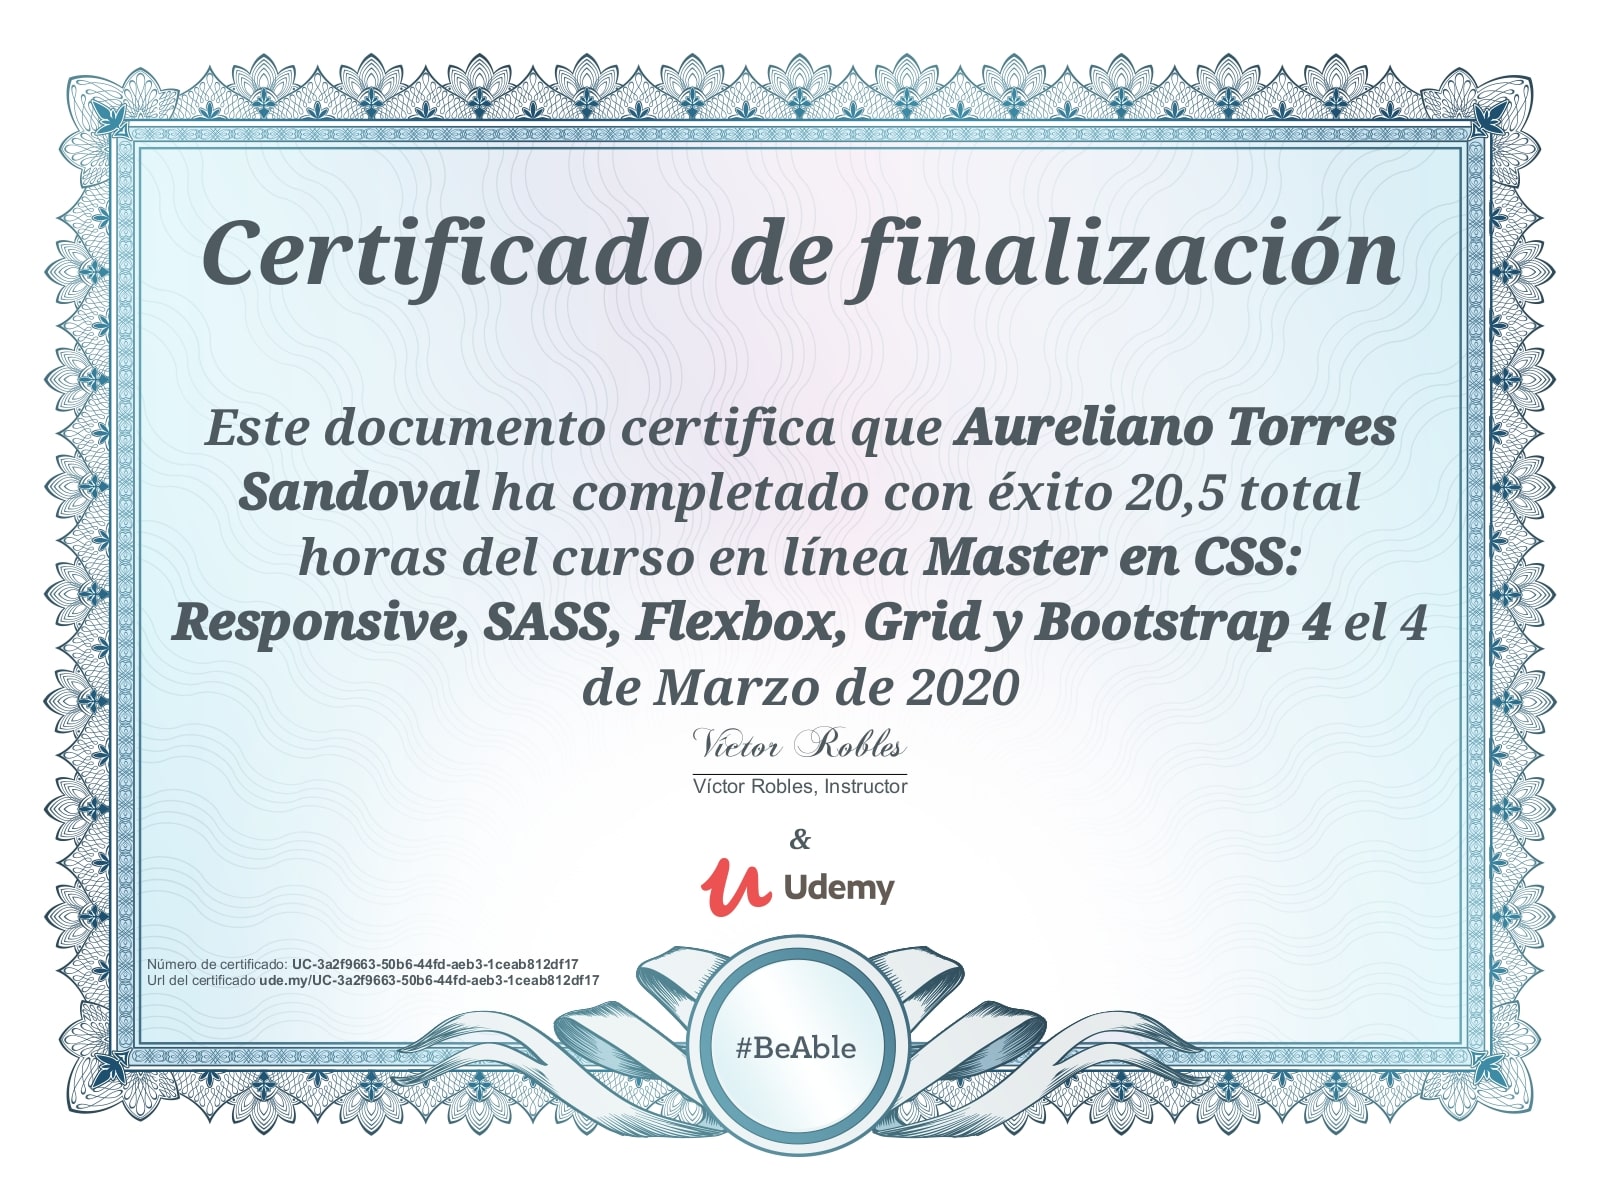 Certificado de finalización
Este documento certifica que Aureliano Torres
Sandoval ha completado con éxito 20,5 total
horas del curso en línea Master en CSS:
Responsive, SASS, Flexbox, Grid y Bootstrap 4 el 4
de Marzo de 2020
Víctor Robles
Víctor Robles, Instructor
&
Udemy
Número de certificado: UC-3a2f9663-50b6-44fd-aeb3-1ceab812df17
Url del certificado ude.my/UC-3a2f9663-50b6-44fd-aeb3-1ceab812df17
#BeAble